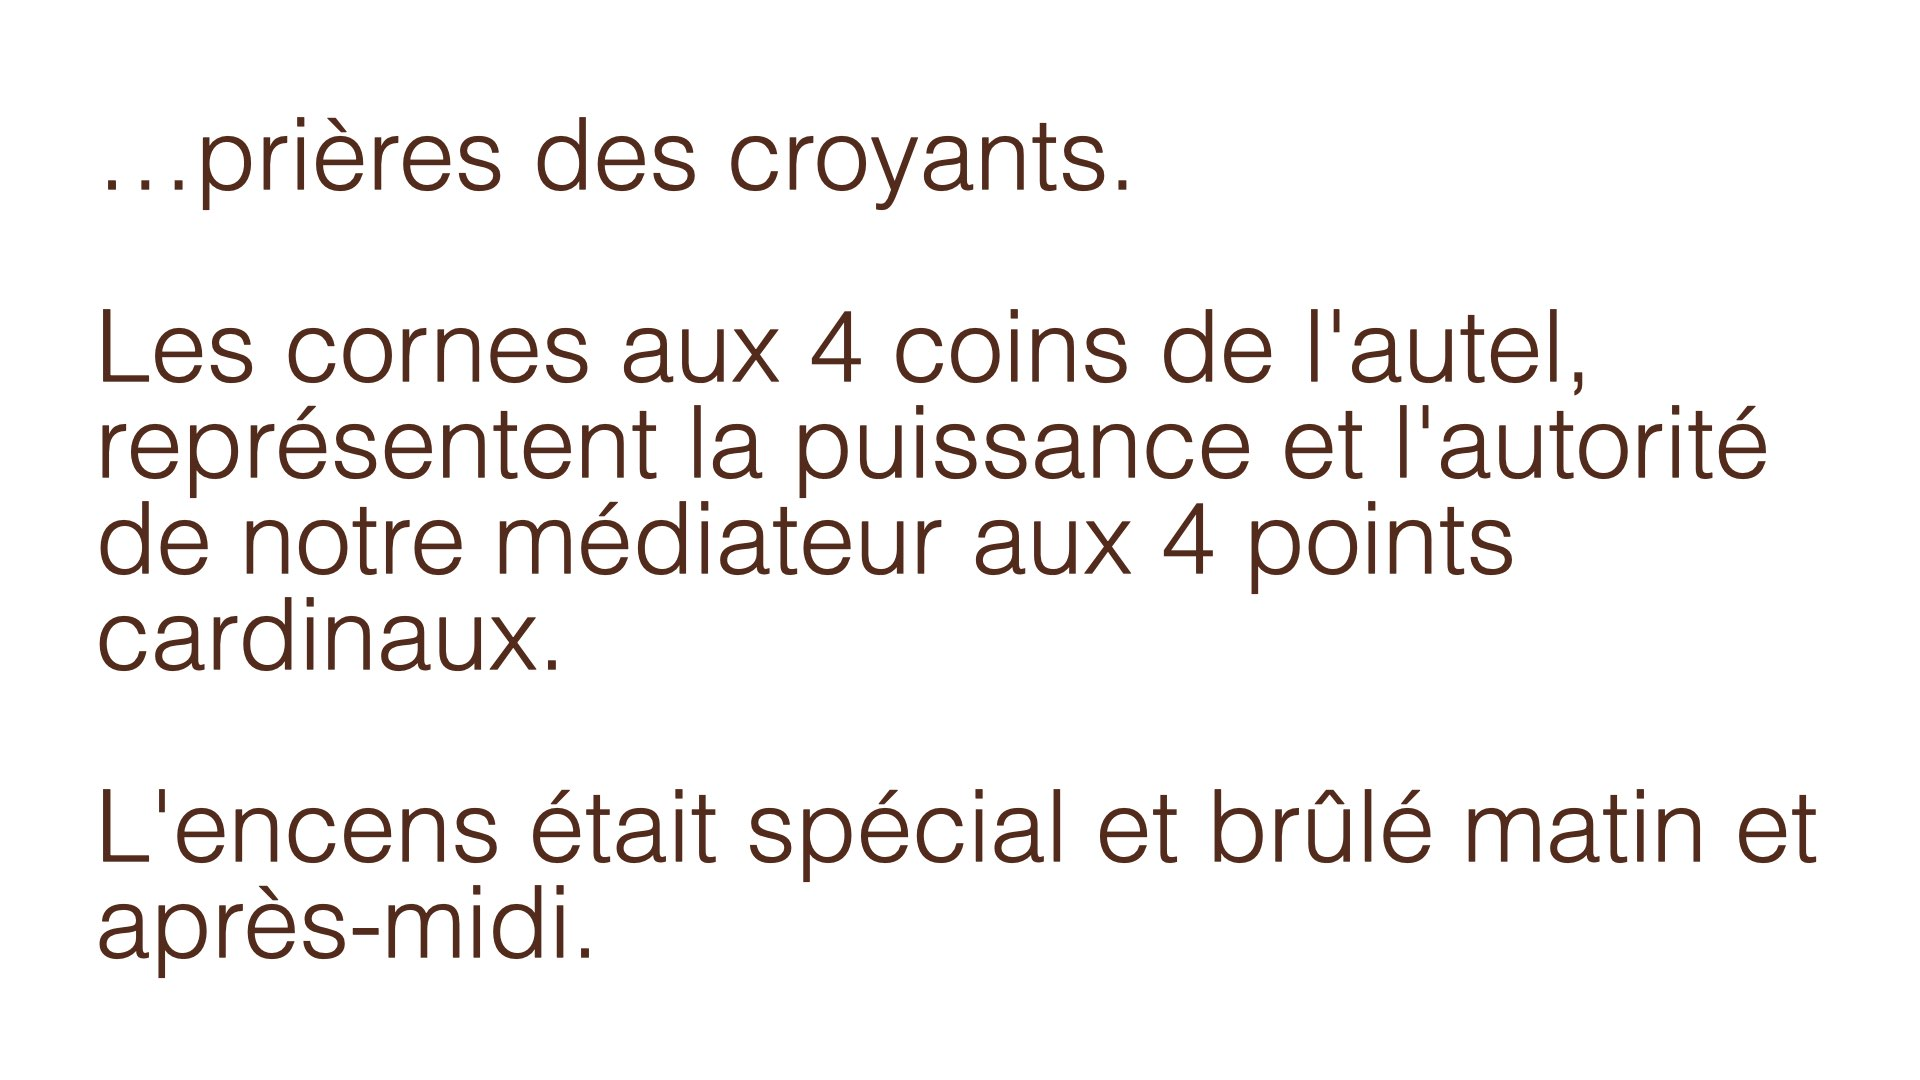 …prières des croyants.
Les cornes aux 4 coins de l'autel,
représentent la puissance et l'autorité
de notre médiateur aux 4 points
cardinaux.
L'encens était spécial et brûlé matin et
après-midi.